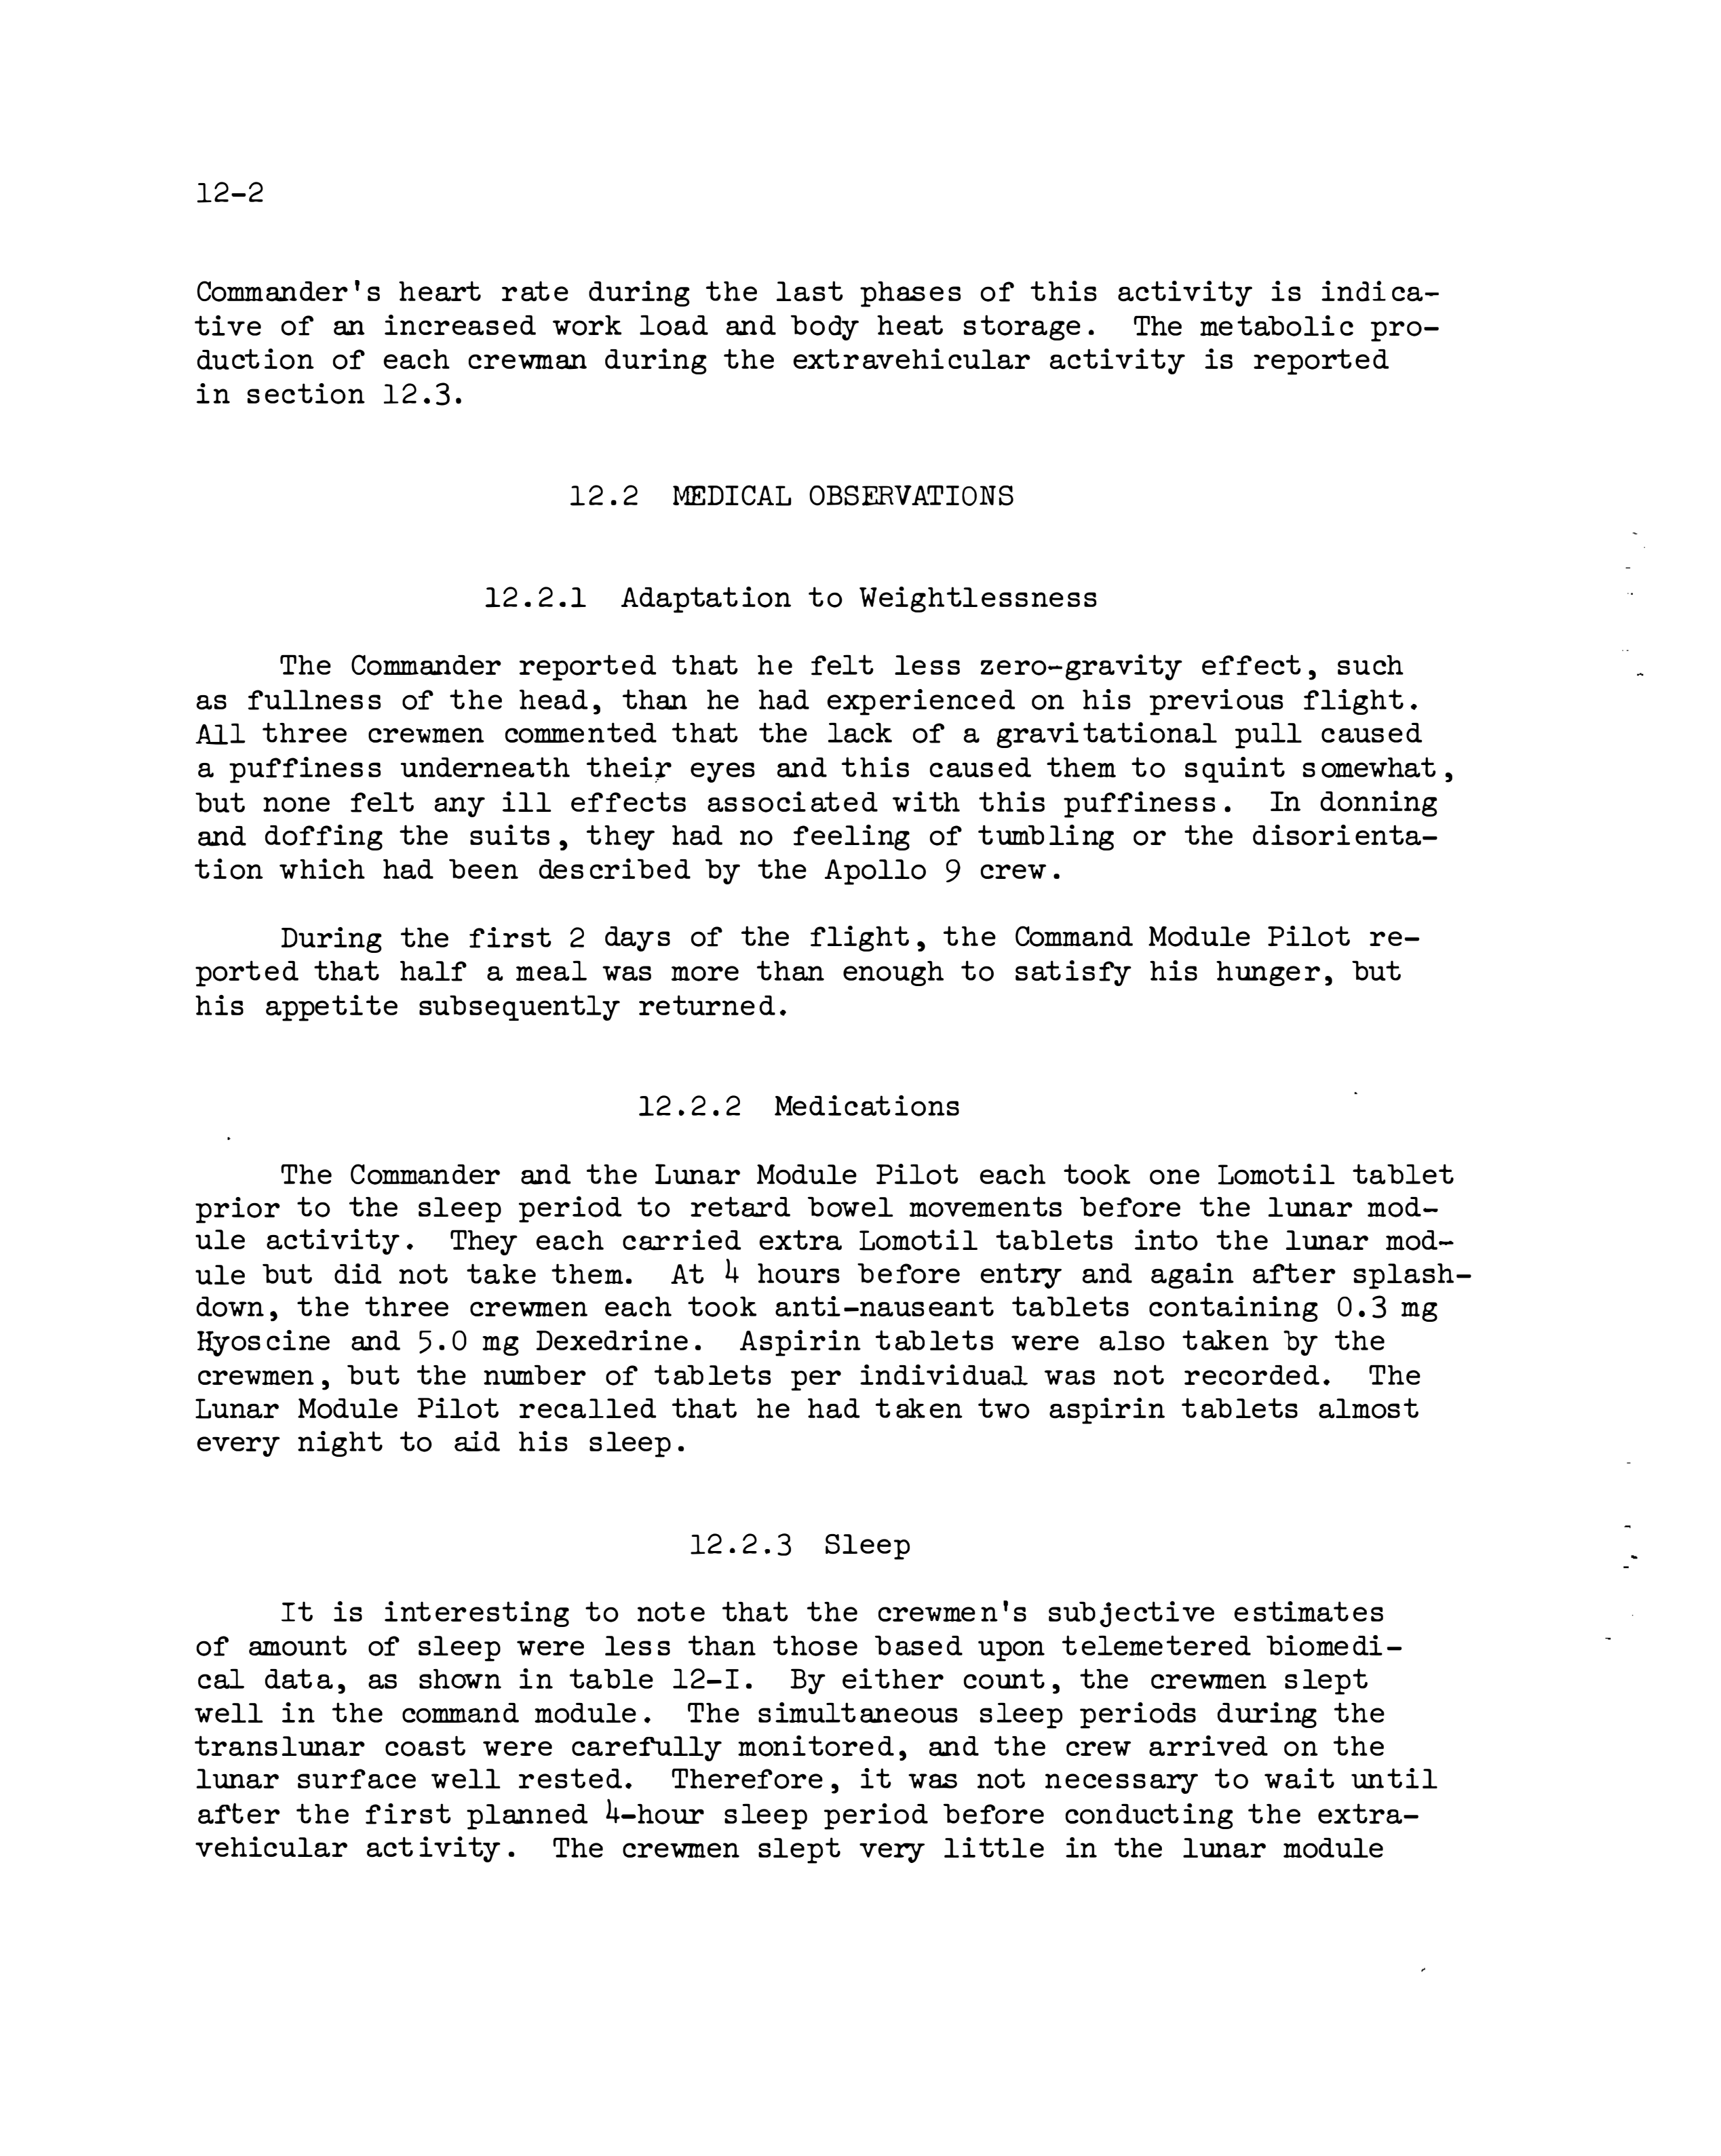 12-2
Commander's heart rate during the last phases of this activity is indica-
tive of an increased work load and body heat storage. The metabolic pro-
duction of each crewman during the extravehicular activity is reported
in section 12.3.
12.2 MEDICAL OBSERVATIONS
12.2.1 Adaptation to Weightlessness
The Commander reported that he felt less zero-gravity effect, such
as fullness of the head, than he had experienced on his previous flight.
All three crewmen commented that the lack of a gravitational pull caused
a puffiness underneath their eyes and this caused them to squint somewhat,
but none felt any ill effects associated with this puffiness. In donning
and doffing the suits, they had no feeling of tumbling or the disorienta-
tion which had been described by the Apollo 9 crew.
During the first 2 days of the flight, the Command Module Pilot re-
ported that half a meal was more than enough to satisfy his hunger, but
his appetite subsequently returned.
12.2.2 Medications
The Commander and the Lunar Module Pilot each took one Lomotil tablet
prior to the sleep period to retard bowel movements before the lunar mod-
ule activity. They each carried extra Lomotil tablets into the lunar mod-
ule but did not take them. At 4 hours before entry and again after splash-
down, the three crewmen each took anti-nauseant tablets containing 0.3 mg
Hyoscine and 5.0 mg Dexedrine. Aspirin tablets were also taken by the
crewmen, but the number of tablets per individual was not recorded. The
Lunar Module Pilot recalled that he had taken two aspirin tablets almost
every night to aid his sleep.
12.2.3 Sleep
It is interesting to note that the crewmen's subjective estimates
of amount of sleep were less than those based upon telemetered biomedi-
cal data, as shown in table 12-I. By either count, the crewmen slept
well in the command module. The simultaneous sleep periods during the
translunar coast were carefully monitored, and the crew arrived on the
lunar surface well rested. Therefore, it was not necessary to wait until
after the first planned 4-hour sleep period before conducting the extra-
vehicular activity. The crewmen slept very little in the lunar module